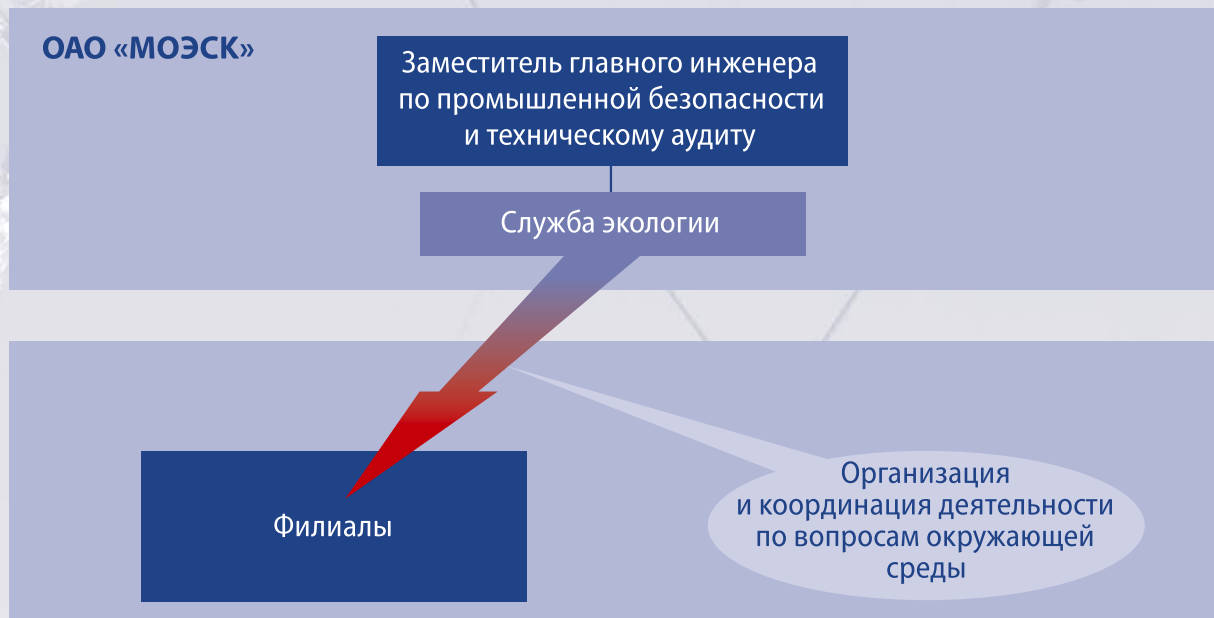 ОАО «МОЭСК»
Заместитель главного инженера
по промышленной безопасности
и техническому аудиту
Служба экологии
Филиалы
Организация
и координация деятельности
по вопросам окружающей
среды